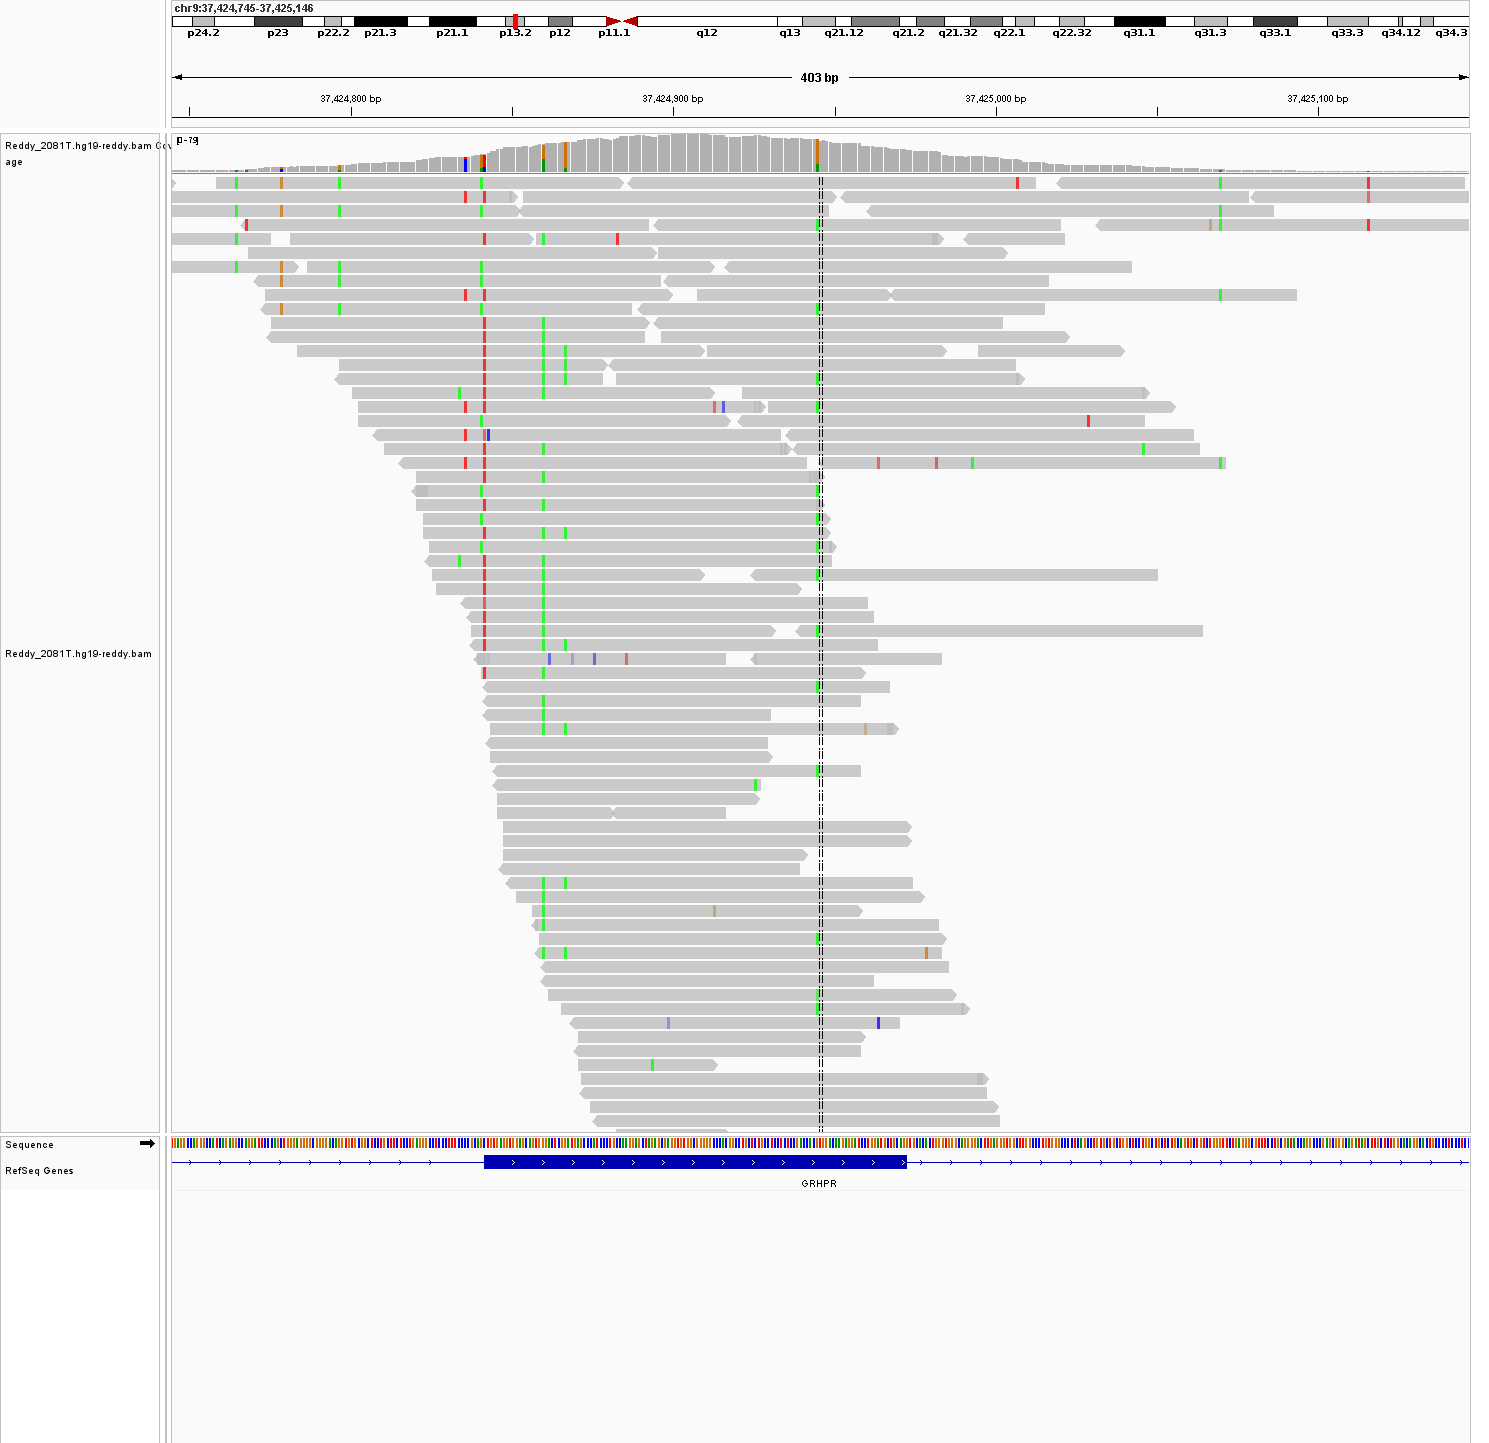 chr9:37,424,745-37,425,146
p24.2 p23 p22.2 p21.3 p21.1 p13.2 p12 p11.1 q12 q13 q21.12 q21.2 q21.32 q22.1 q22.32 q31.1 q31.3 q33.1 q33.3 q34.12 q34.3
403 bp
37,424,800 bp 37,424,900 bp 37,425,000 bp 37,425,100 bp
[0-79]
Reddy_2081T.hg19-reddy.bam Cov
age
Reddy_2081T.hg19-reddy.bam
Sequence
RefSeq Genes
GRHPR